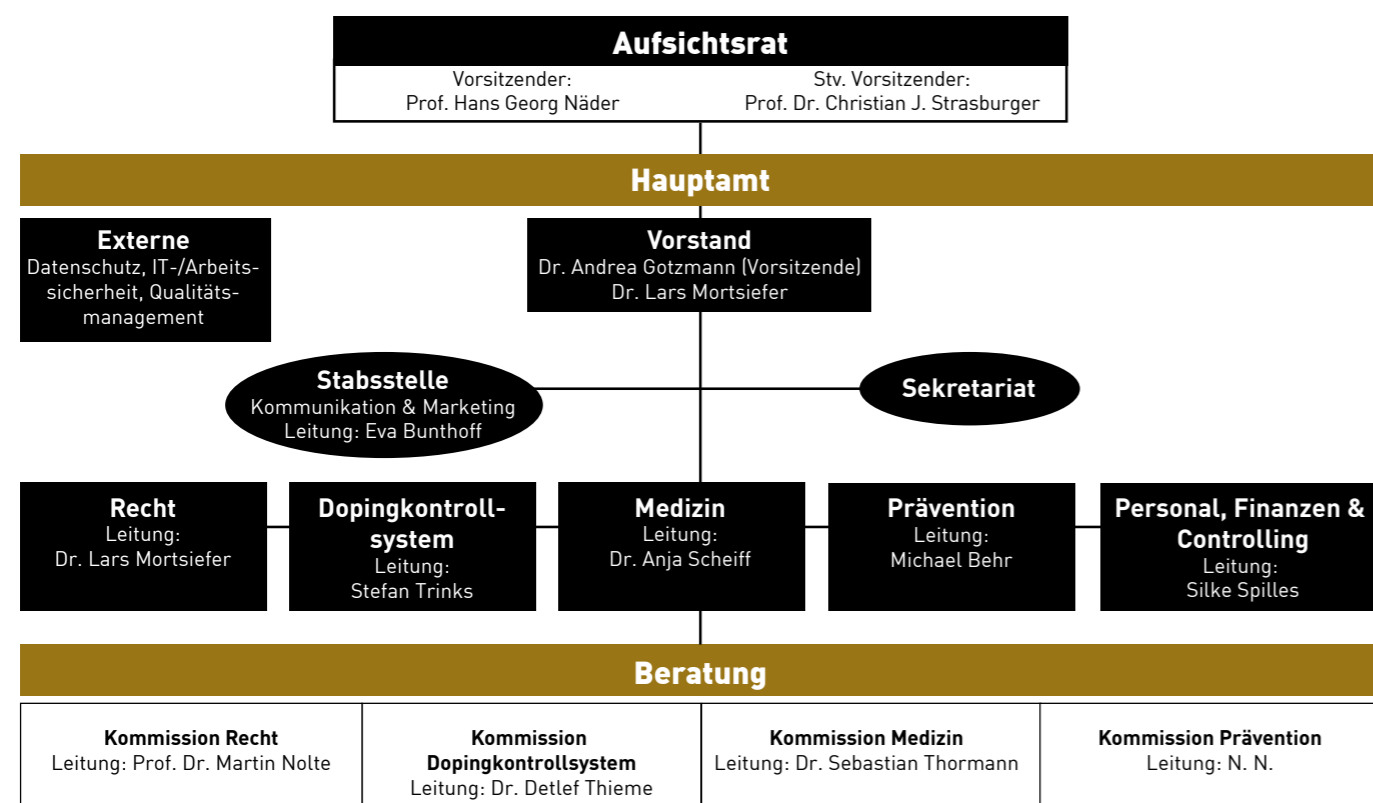 Aufsichtsrat
Vorsitzender:
Prof. Hans Georg Näder
Stv. Vorsitzender:
Prof. Dr. Christian J. Strasburger
Hauptamt
Externe
Datenschutz, IT-/Arbeits-
sicherheit, Qualitäts-
management
Vorstand
Dr. Andrea Gotzmann (Vorsitzende)
Dr. Lars Mortsiefer
Stabsstelle
Kommunikation & Marketing
Leitung: Eva Bunthoff
Sekretariat
Recht
Leitung:
Dr. Lars Mortsiefer
Dopingkontroll-
system
Leitung:
Stefan Trinks
Medizin
Leitung:
Dr. Anja Scheiff
Prävention
Leitung:
Michael Behr
Personal, Finanzen &
Controlling
Leitung:
Silke Spilles
Beratung
Kommission Recht
Leitung: Prof. Dr. Martin Nolte
Kommission
Dopingkontrollsystem
Leitung: Dr. Detlef Thieme
Kommission Medizin
Leitung: Dr. Sebastian Thormann
Kommission Prävention
Leitung: N. N.